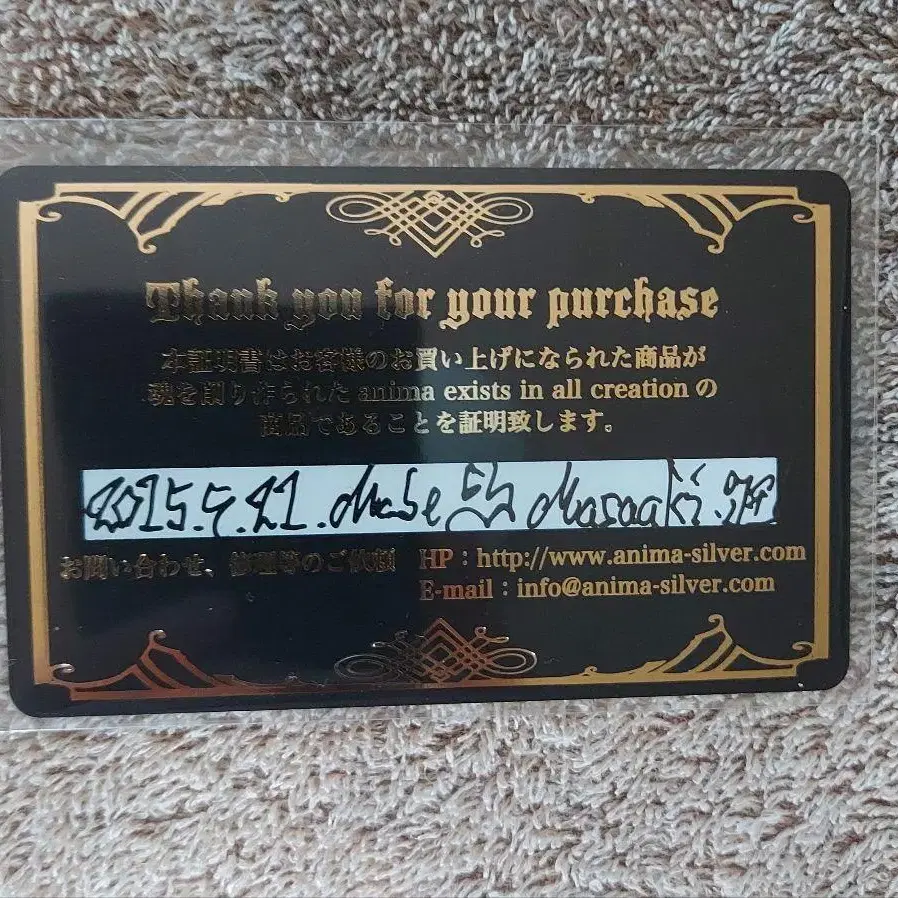 Thank you for your purchase
本証明書はお客様のお買い上げになられた商品が
魂を削り作られた anima exists in all creation の
商品であることを証明致します。
2015.9.21. Masaaki
お問い合わせ、修理等のご依頼 HP：http://www.anima-silver.com
E-mail：info@anima-silver.com